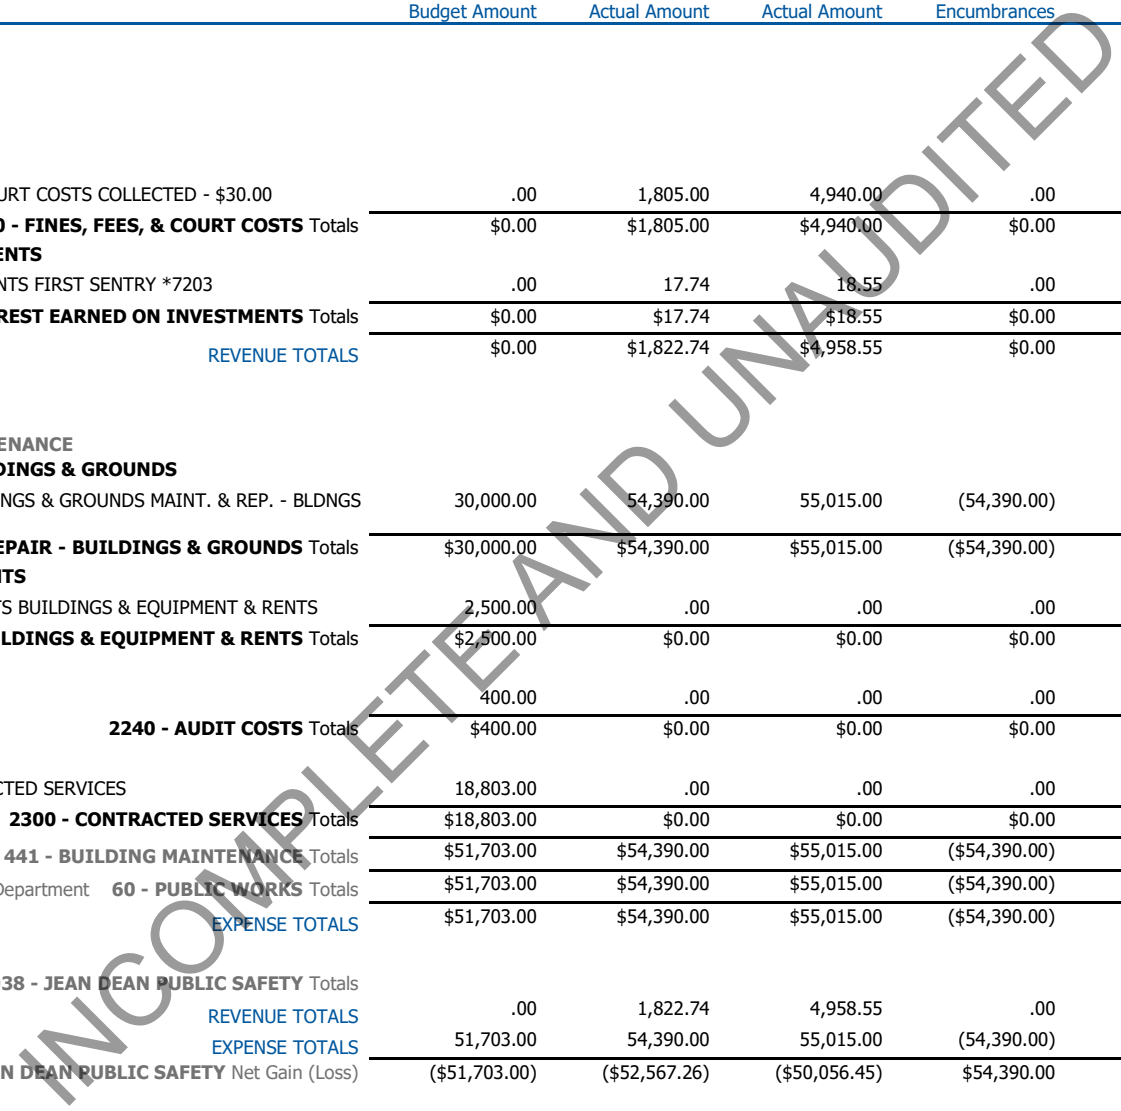 Budget Amount Actual Amount Actual Amount Encumbrances
URT COSTS COLLECTED - $30.00 .00 1,805.00 4,940.00 .00
0 - FINES, FEES, & COURT COSTS Totals $0.00 $1,805.00 $4,940.00 $0.00
ENTS
NTS FIRST SENTRY *7203 .00 17.74 18.55 .00
REST EARNED ON INVESTMENTS Totals $0.00 $17.74 $18.55 $0.00
REVENUE TOTALS $0.00 $1,822.74 $4,958.55 $0.00
ENANCE
DINGS & GROUNDS
NGS & GROUNDS MAINT. & REP. - BLDNGS 30,000.00 54,390.00 55,015.00 (54,390.00)
EPAIR - BUILDINGS & GROUNDS Totals $30,000.00 $54,390.00 $55,015.00 ($54,390.00)
NTS
TS BUILDINGS & EQUIPMENT & RENTS 2,500.00 .00 .00 .00
ILDINGS & EQUIPMENT & RENTS Totals $2,500.00 $0.00 $0.00 $0.00
400.00 .00 .00 .00
2240 - AUDIT COSTS Totals $400.00 $0.00 $0.00 $0.00
CTED SERVICES 18,803.00 .00 .00 .00
2300 - CONTRACTED SERVICES Totals $18,803.00 $0.00 $0.00 $0.00
441 - BUILDING MAINTENANCE Totals $51,703.00 $54,390.00 $55,015.00 ($54,390.00)
Department 60 - PUBLIC WORKS Totals $51,703.00 $54,390.00 $55,015.00 ($54,390.00)
EXPENSE TOTALS $51,703.00 $54,390.00 $55,015.00 ($54,390.00)
38 - JEAN DEAN PUBLIC SAFETY Totals
REVENUE TOTALS .00 1,822.74 4,958.55 .00
EXPENSE TOTALS 51,703.00 54,390.00 55,015.00 (54,390.00)
N DEAN PUBLIC SAFETY Net Gain (Loss) ($51,703.00) ($52,567.26) ($50,056.45) $54,390.00
INCOMPLETE AND UNAUDITED